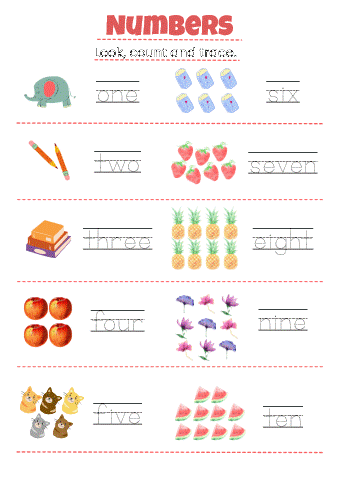 NUMBERS
Look, count and trace.
one
six
two
seven
three
eight
four
nine
five
ten